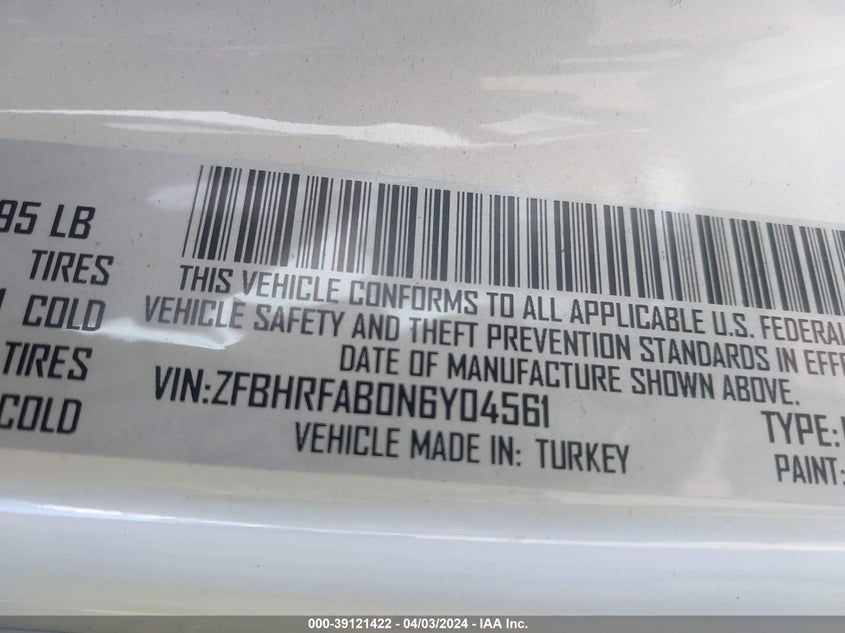 95 LB
TIRES
COLD
TIRES
COLD
THIS VEHICLE CONFORMS TO ALL APPLICABLE U.S. FEDERAL
VEHICLE SAFETY AND THEFT PREVENTION STANDARDS IN EFF
DATE OF MANUFACTURE SHOWN ABOVE.
VIN:ZFBHRFAB0N6Y04561
TYPE:
VEHICLE MADE IN: TURKEY
PAINT:
000-39121422 - 04/03/2024 - IAA Inc.